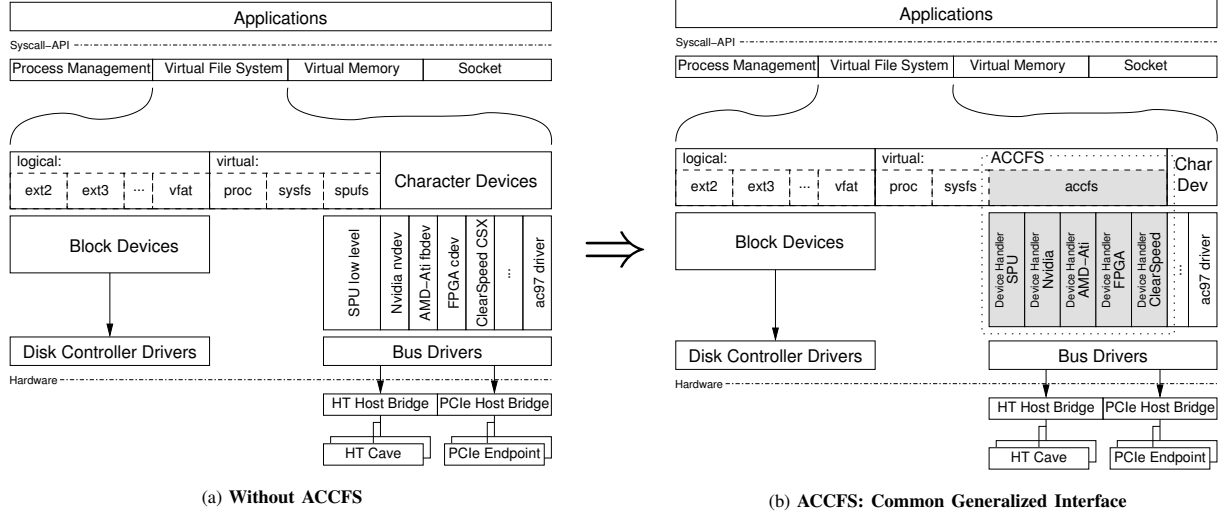 Applications
Syscall-API
Process Management Virtual File System Virtual Memory Socket
logical: virtual:
ext2 ext3 ... vfat proc sysfs spufs Character Devices
Block Devices
SPU low level
Nvidia nvdev
AMD-Ati fbdev
FPGA cdev
ClearSpeed CSX
...
ac97 driver
Disk Controller Drivers Bus Drivers
Hardware
HT Host Bridge PCIe Host Bridge
HT Cave PCIe Endpoint
(a) Without ACCFS
⇒
Applications
Syscall-API
Process Management Virtual File System Virtual Memory Socket
logical: virtual: ACCFS
ext2 ext3 ... vfat proc sysfs accfs
Char
Dev
Block Devices
Device Handler
SPU
Device Handler
Nvidia
Device Handler
AMD-Ati
Device Handler
FPGA
Device Handler
ClearSpeed
...
ac97 driver
Disk Controller Drivers Bus Drivers
Hardware
HT Host Bridge PCIe Host Bridge
HT Cave PCIe Endpoint
(b) ACCFS: Common Generalized Interface